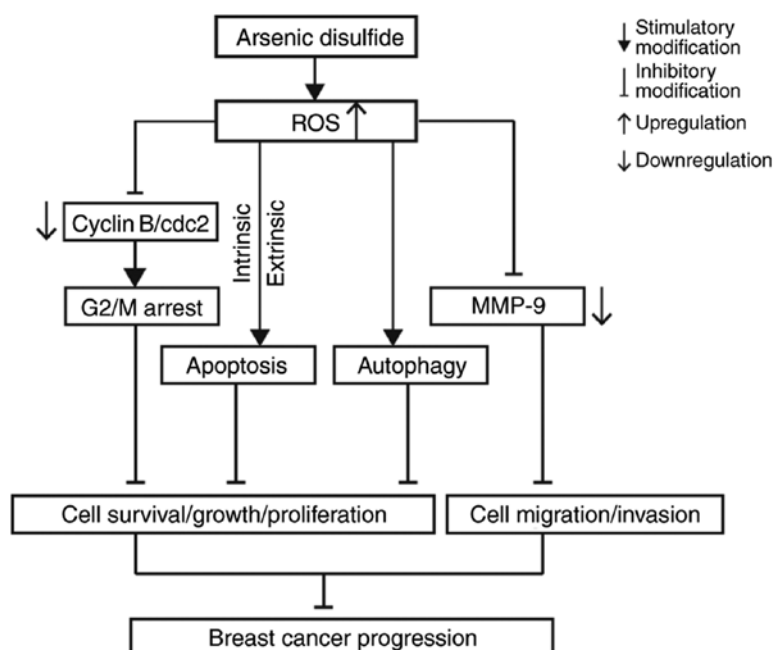 Arsenic disulfide
ROS
Cyclin B/cdc2
G2/M arrest
Intrinsic
Extrinsic
Apoptosis
Autophagy
MMP-9
Cell survival/growth/proliferation
Cell migration/invasion
Breast cancer progression
Stimulatory
modification
Inhibitory
modification
Upregulation
Downregulation